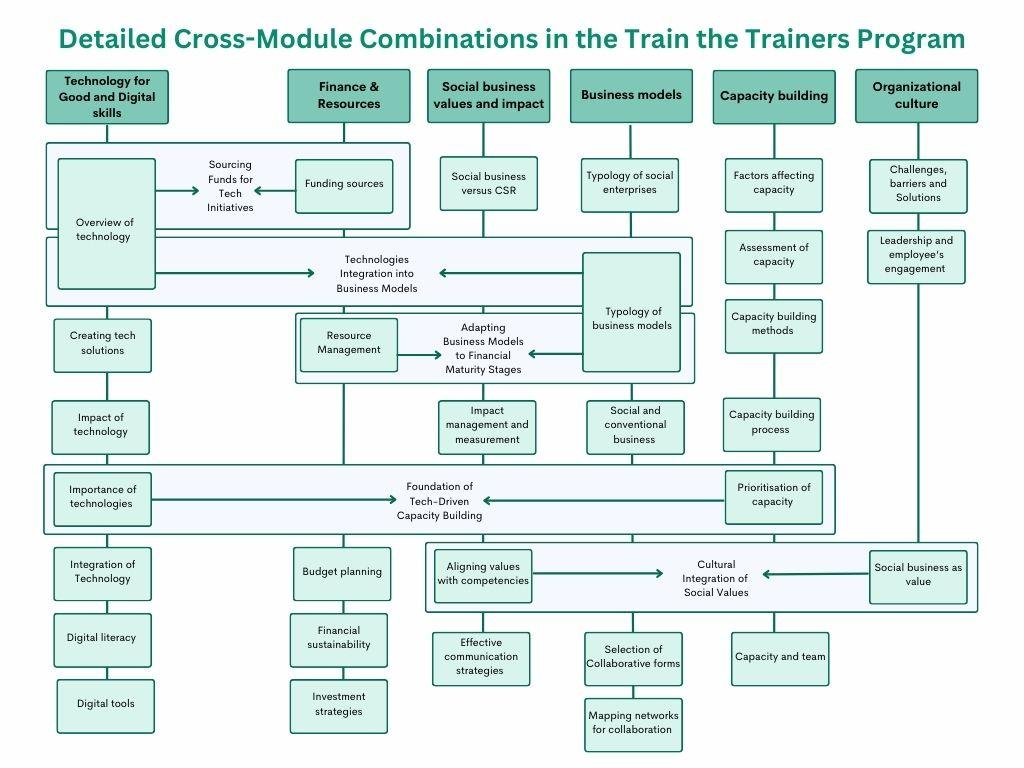 Detailed Cross-Module Combinations in the Train the Trainers Program
Technology for
Good and Digital
skills
Finance &
Resources
Social business
values and impact
Business models
Capacity building
Organizational
culture
Overview of
technology
Sourcing
Funds for
Tech
Initiatives
Funding sources
Social business
versus CSR
Typology of social
enterprises
Factors affecting
capacity
Challenges,
barriers and
Solutions
Technologies
Integration into
Business Models
Typology of
business models
Assessment of
capacity
Leadership and
employee's
engagement
Creating tech
solutions
Resource
Management
Adapting
Business Models
to Financial
Maturity Stages
Capacity building
methods
Impact of
technology
Impact
management and
measurement
Social and
conventional
business
Capacity building
process
Importance of
technologies
Foundation of
Tech-Driven
Capacity Building
Prioritisation of
capacity
Integration of
Technology
Budget planning
Aligning values
with competencies
Cultural
Integration of
Social Values
Social business as
value
Digital literacy
Financial
sustainability
Effective
communication
strategies
Selection of
Collaborative forms
Capacity and team
Digital tools
Investment
strategies
Mapping networks
for collaboration